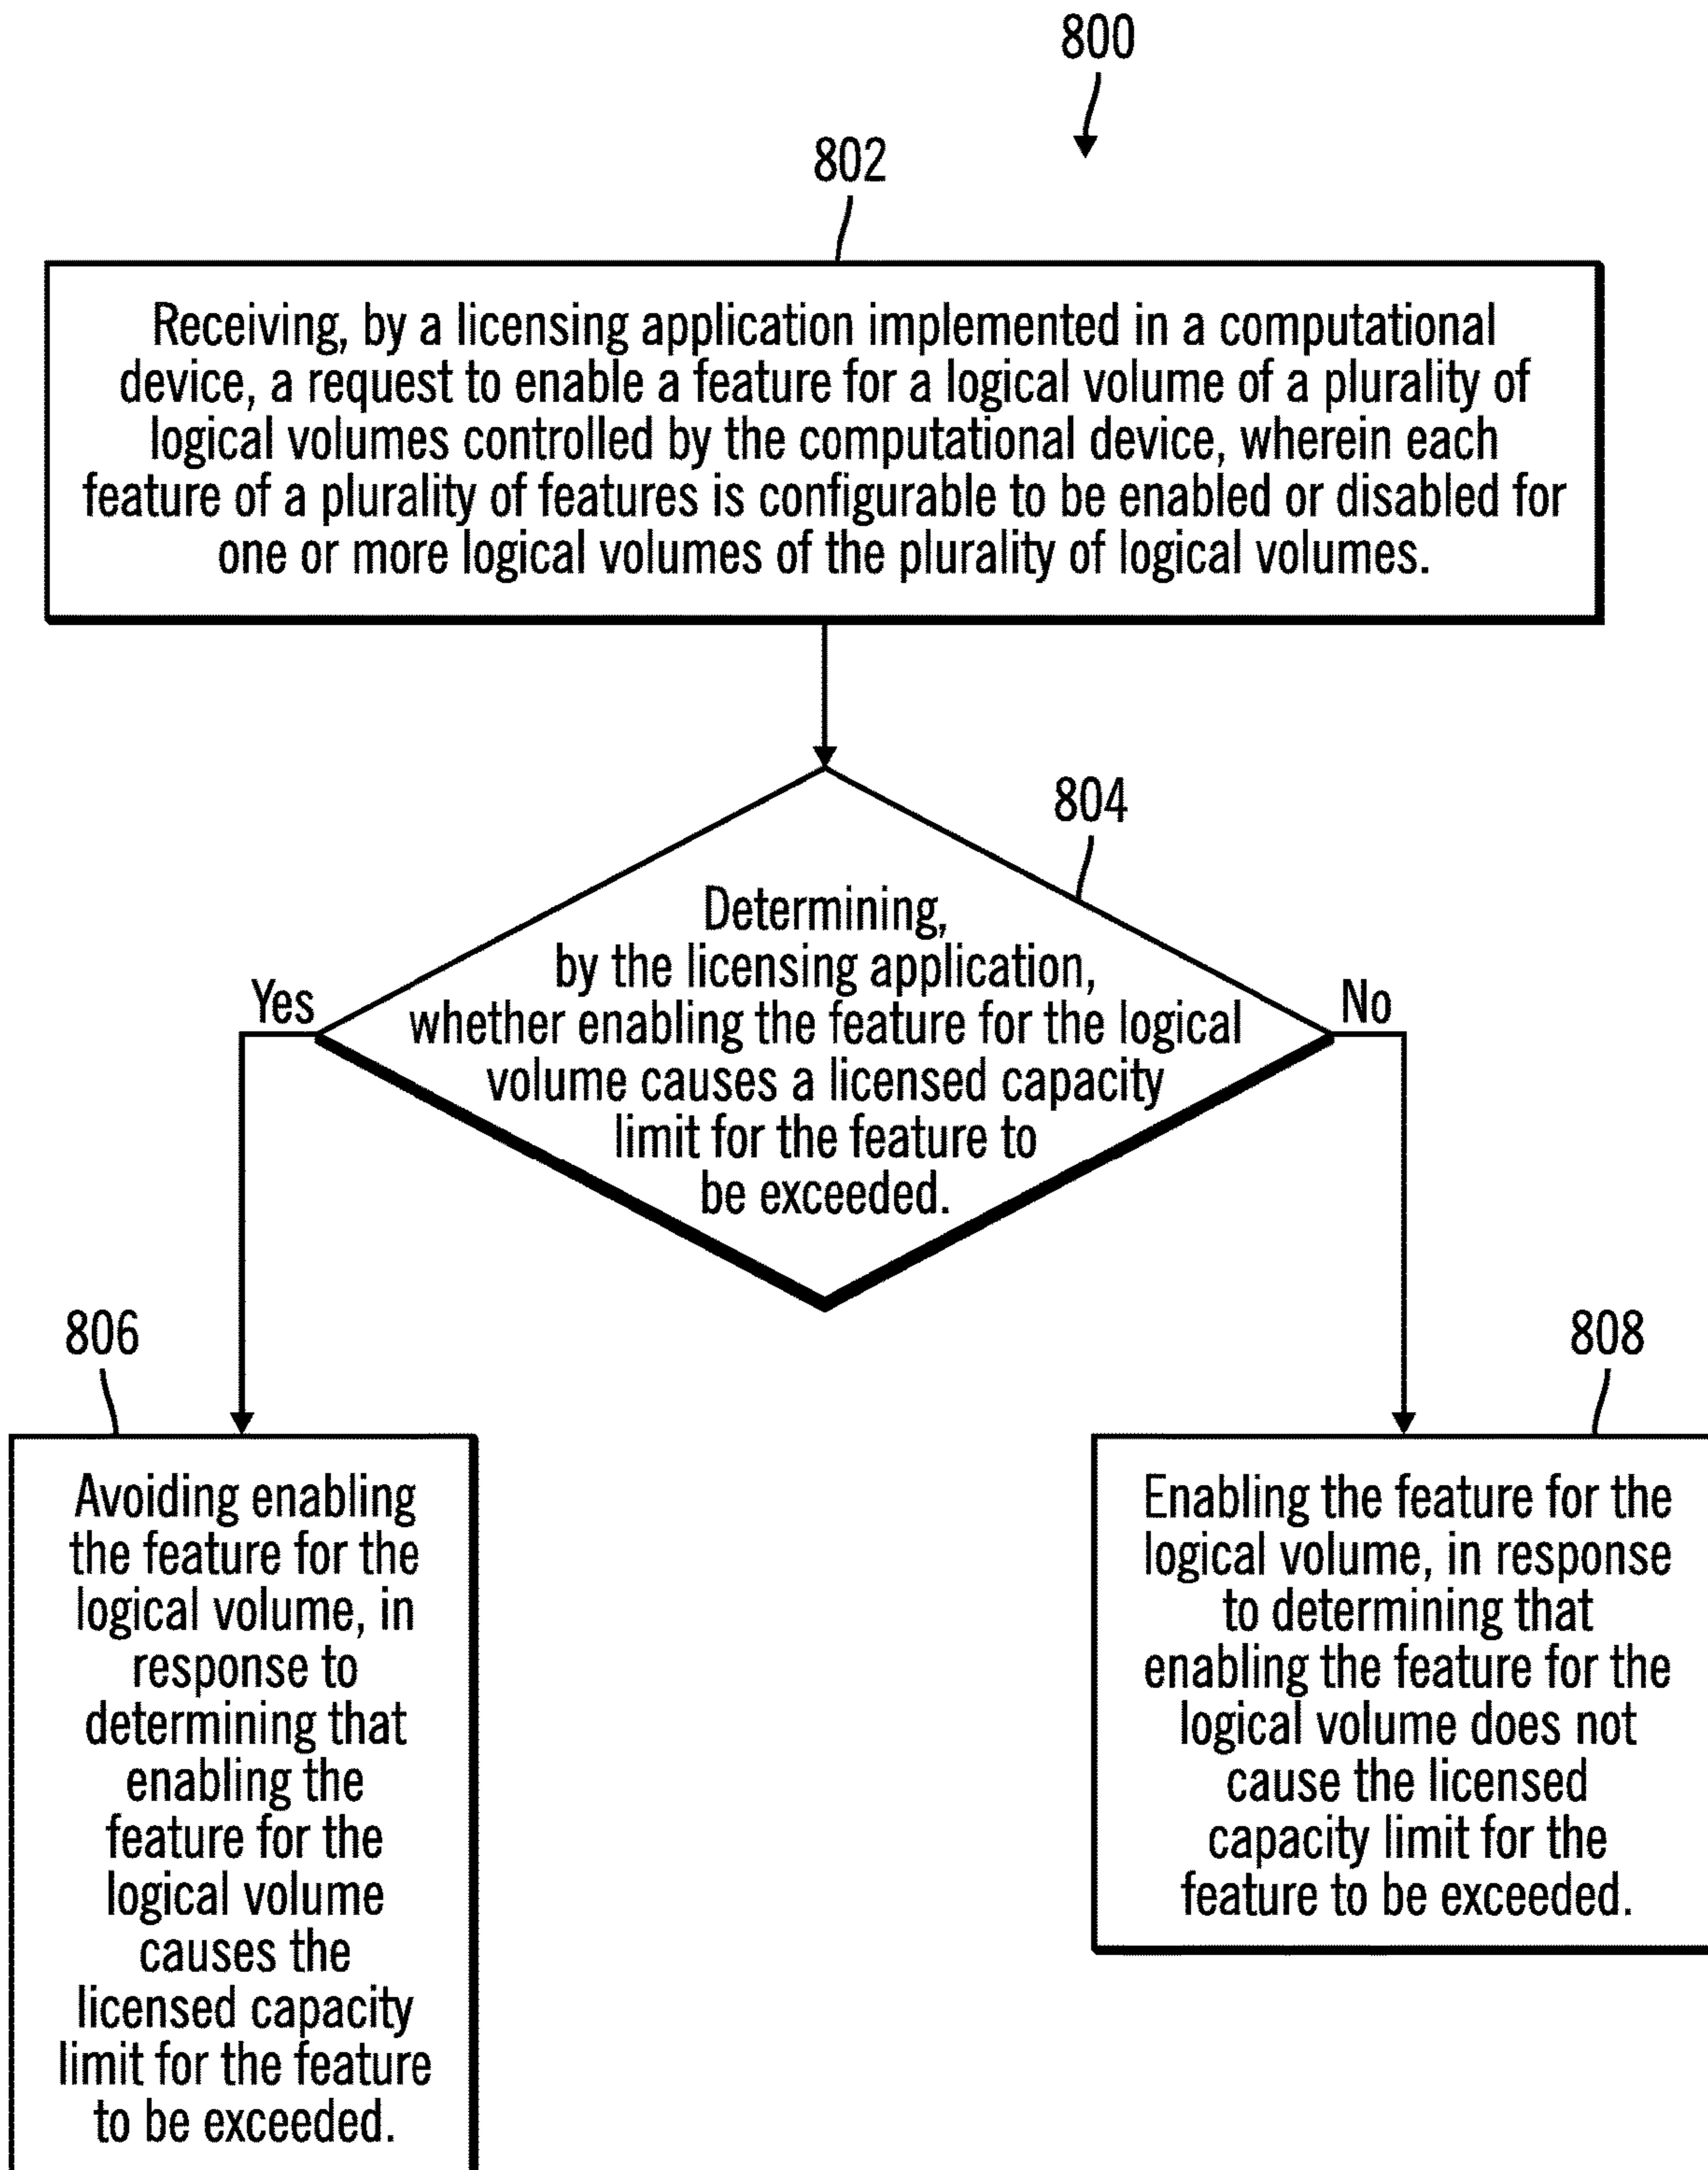 800
802
Receiving, by a licensing application implemented in a computational
device, a request to enable a feature for a logical volume of a plurality of
logical volumes controlled by the computational device, wherein each
feature of a plurality of features is configurable to be enabled or disabled for
one or more logical volumes of the plurality of logical volumes.
804
Determining,
by the licensing application,
whether enabling the feature for the logical
volume causes a licensed capacity
limit for the feature to
be exceeded.
Yes
No
806
Avoiding enabling
the feature for the
logical volume, in
response to
determining that
enabling the
feature for the
logical volume
causes the
licensed capacity
limit for the feature
to be exceeded.
808
Enabling the feature for the
logical volume, in response
to determining that
enabling the feature for the
logical volume does not
cause the licensed
capacity limit for the
feature to be exceeded.